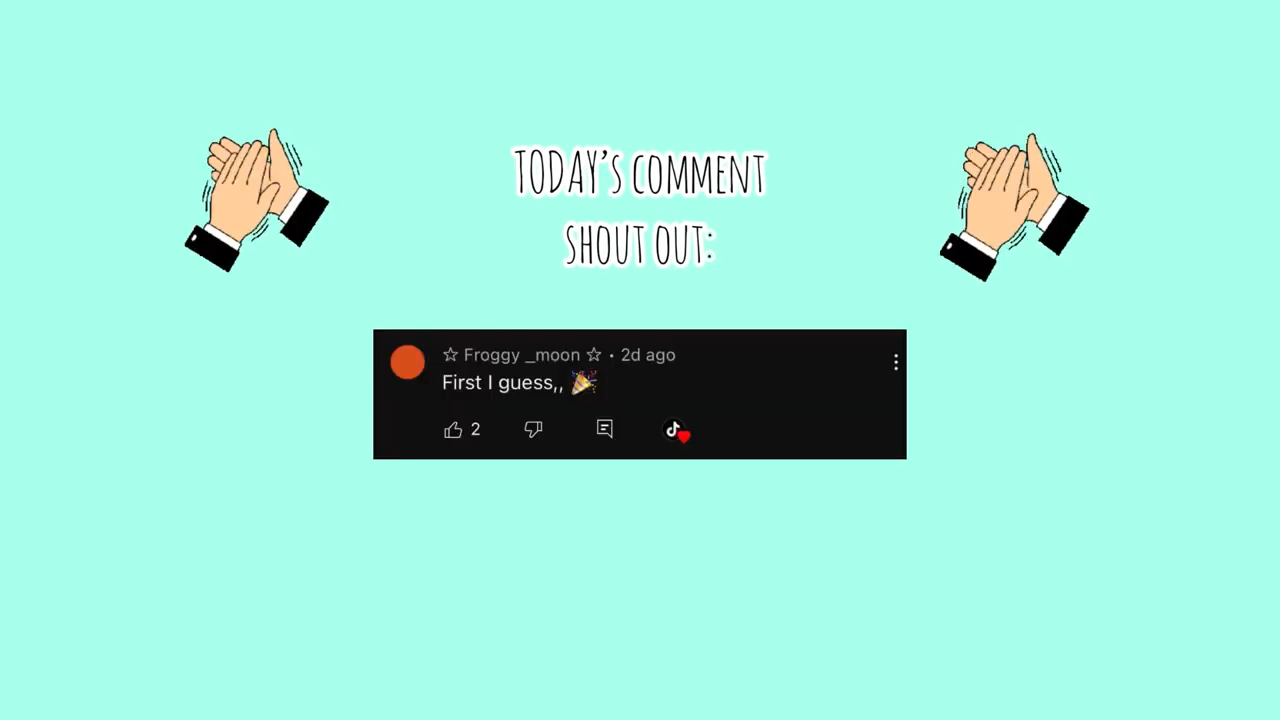 TODAY'S COMMENT
SHOUT OUT:
☆ Froggy _moon ☆ • 2d ago
First I guess,, 🎉
2